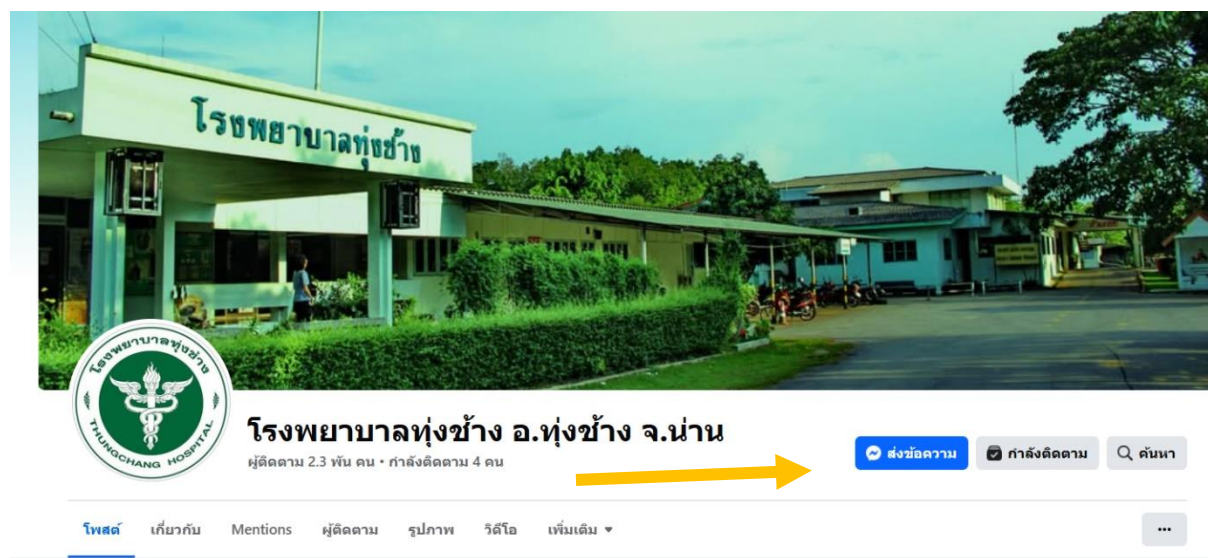 โรงพยาบาลทุ่งช้าง
โรงพยาบาลทุ่งช้าง
THUNGCHANG HOSPITAL
โรงพยาบาลทุ่งช้าง อ.ทุ่งช้าง จ.น่าน
ผู้ติดตาม 2.3 พัน คน • กำลังติดตาม 4 คน
ส่งข้อความ กำลังติดตาม ค้นหา
โพสต์ เกี่ยวกับ Mentions ผู้ติดตาม รูปภาพ วิดีโอ เพิ่มเติม